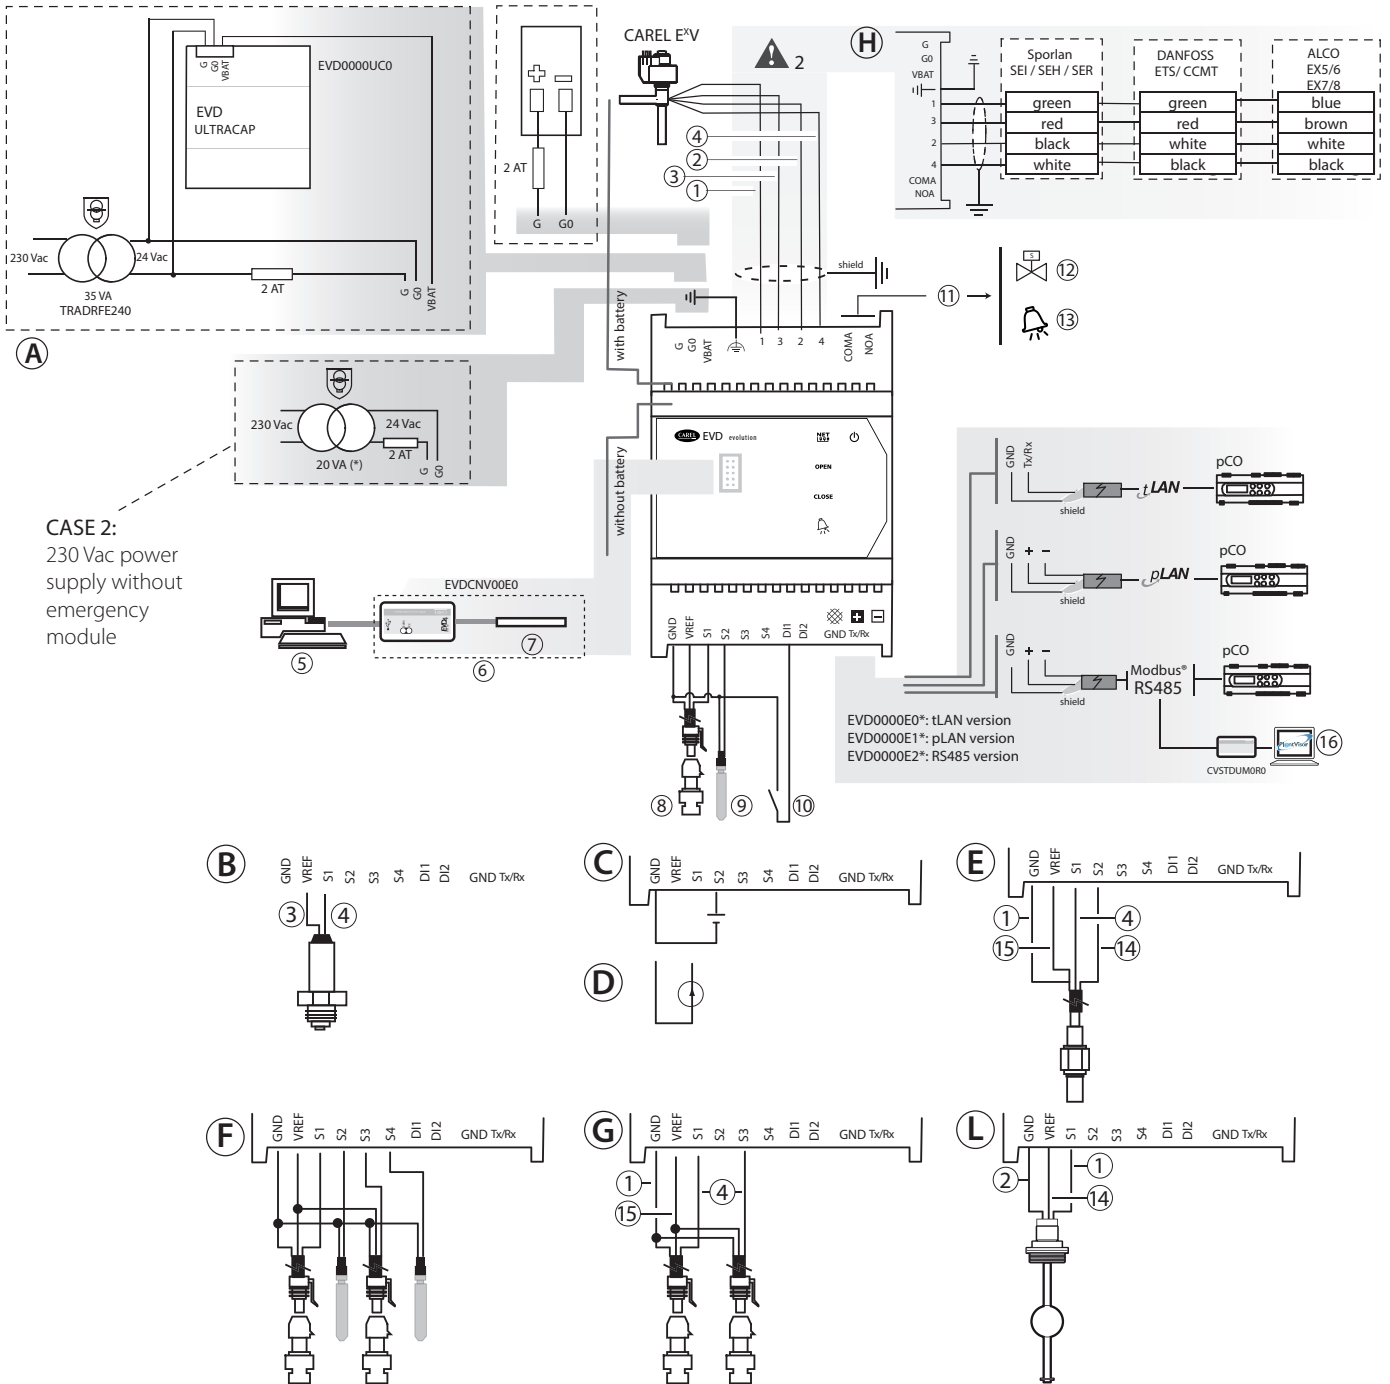 G
G0
VBAT
EVD0000UC0
EVD
ULTRACAP
230 Vac
24 Vac
2 AT
35 VA
TRADRFE240
G
G0
VBAT
A
2 AT
G
G0
CAREL EXV
2
4
2
3
1
H
G
G0
VBAT
1
3
2
4
COMA
NOA
Sporlan
SEI / SEH / SER
green
red
black
white
DANFOSS
ETS/ CCMT
green
red
white
black
ALCO
EX5/6
EX7/8
blue
brown
white
black
230 Vac
24 Vac
2 AT
20 VA (*)
G
G0
CASE 2:
230 Vac power
supply without
emergency
module
with battery
without battery
shield
11
S
12
13
G
G0
VBAT
1
3
2
4
COMA
NOA
CAREL EVD evolution
NET
OPEN
CLOSE
EVDCNV00E0
EVD4
5
6
7
GND
VREF
S1
S2
S3
S4
DI1
DI2
GND Tx/Rx
8
9
10
GND
Tx/Rx
shield
tLAN
pCO
GND
+ −
shield
pLAN
pCO
GND
+ −
shield
Modbus®
RS485
pCO
CVSTDUM0R0
PlantVisor
16
EVD0000E0*: tLAN version
EVD0000E1*: pLAN version
EVD0000E2*: RS485 version
B
GND
VREF
S1
S2
S3
S4
DI1
DI2
GND Tx/Rx
3
4
C
GND
VREF
S1
S2
S3
S4
DI1
DI2
GND Tx/Rx
D
E
GND
VREF
S1
S2
S3
S4
DI1
DI2
GND Tx/Rx
1
4
15
14
F
GND
VREF
S1
S2
S3
S4
DI1
DI2
GND Tx/Rx
G
GND
VREF
S1
S2
S3
S4
DI1
DI2
GND Tx/Rx
1
4
15
L
GND
VREF
S1
S2
S3
S4
DI1
DI2
GND Tx/Rx
1
2
14